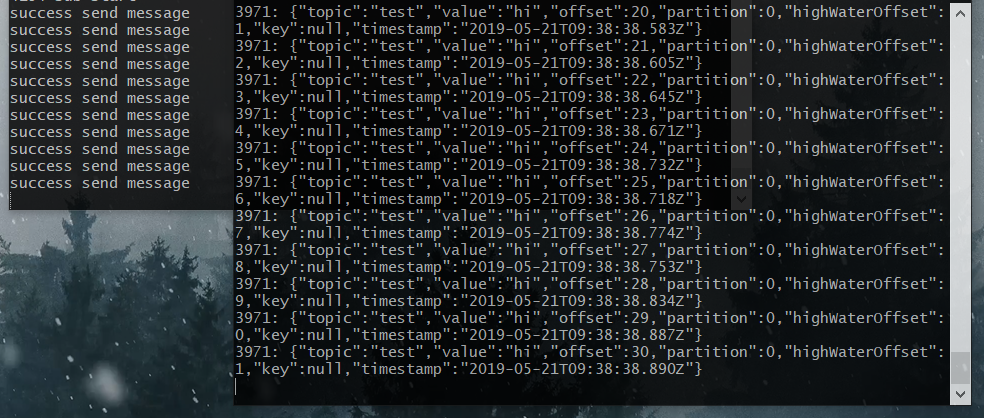 success send message
success send message
success send message
success send message
success send message
success send message
success send message
success send message
success send message
success send message
success send message
3971: {"topic":"test","value":"hi","offset":20,"partition":0,"highWaterOffset":
1,"key":null,"timestamp":"2019-05-21T09:38:38.583Z"}
3971: {"topic":"test","value":"hi","offset":21,"partition":0,"highWaterOffset":
2,"key":null,"timestamp":"2019-05-21T09:38:38.605Z"}
3971: {"topic":"test","value":"hi","offset":22,"partition":0,"highWaterOffset":
3,"key":null,"timestamp":"2019-05-21T09:38:38.645Z"}
3971: {"topic":"test","value":"hi","offset":23,"partition":0,"highWaterOffset":
4,"key":null,"timestamp":"2019-05-21T09:38:38.671Z"}
3971: {"topic":"test","value":"hi","offset":24,"partition":0,"highWaterOffset":
5,"key":null,"timestamp":"2019-05-21T09:38:38.732Z"}
3971: {"topic":"test","value":"hi","offset":25,"partition":0,"highWaterOffset":
6,"key":null,"timestamp":"2019-05-21T09:38:38.718Z"}
3971: {"topic":"test","value":"hi","offset":26,"partition":0,"highWaterOffset":
7,"key":null,"timestamp":"2019-05-21T09:38:38.774Z"}
3971: {"topic":"test","value":"hi","offset":27,"partition":0,"highWaterOffset":
8,"key":null,"timestamp":"2019-05-21T09:38:38.753Z"}
3971: {"topic":"test","value":"hi","offset":28,"partition":0,"highWaterOffset":
9,"key":null,"timestamp":"2019-05-21T09:38:38.834Z"}
3971: {"topic":"test","value":"hi","offset":29,"partition":0,"highWaterOffset":
0,"key":null,"timestamp":"2019-05-21T09:38:38.887Z"}
3971: {"topic":"test","value":"hi","offset":30,"partition":0,"highWaterOffset":
1,"key":null,"timestamp":"2019-05-21T09:38:38.890Z"}